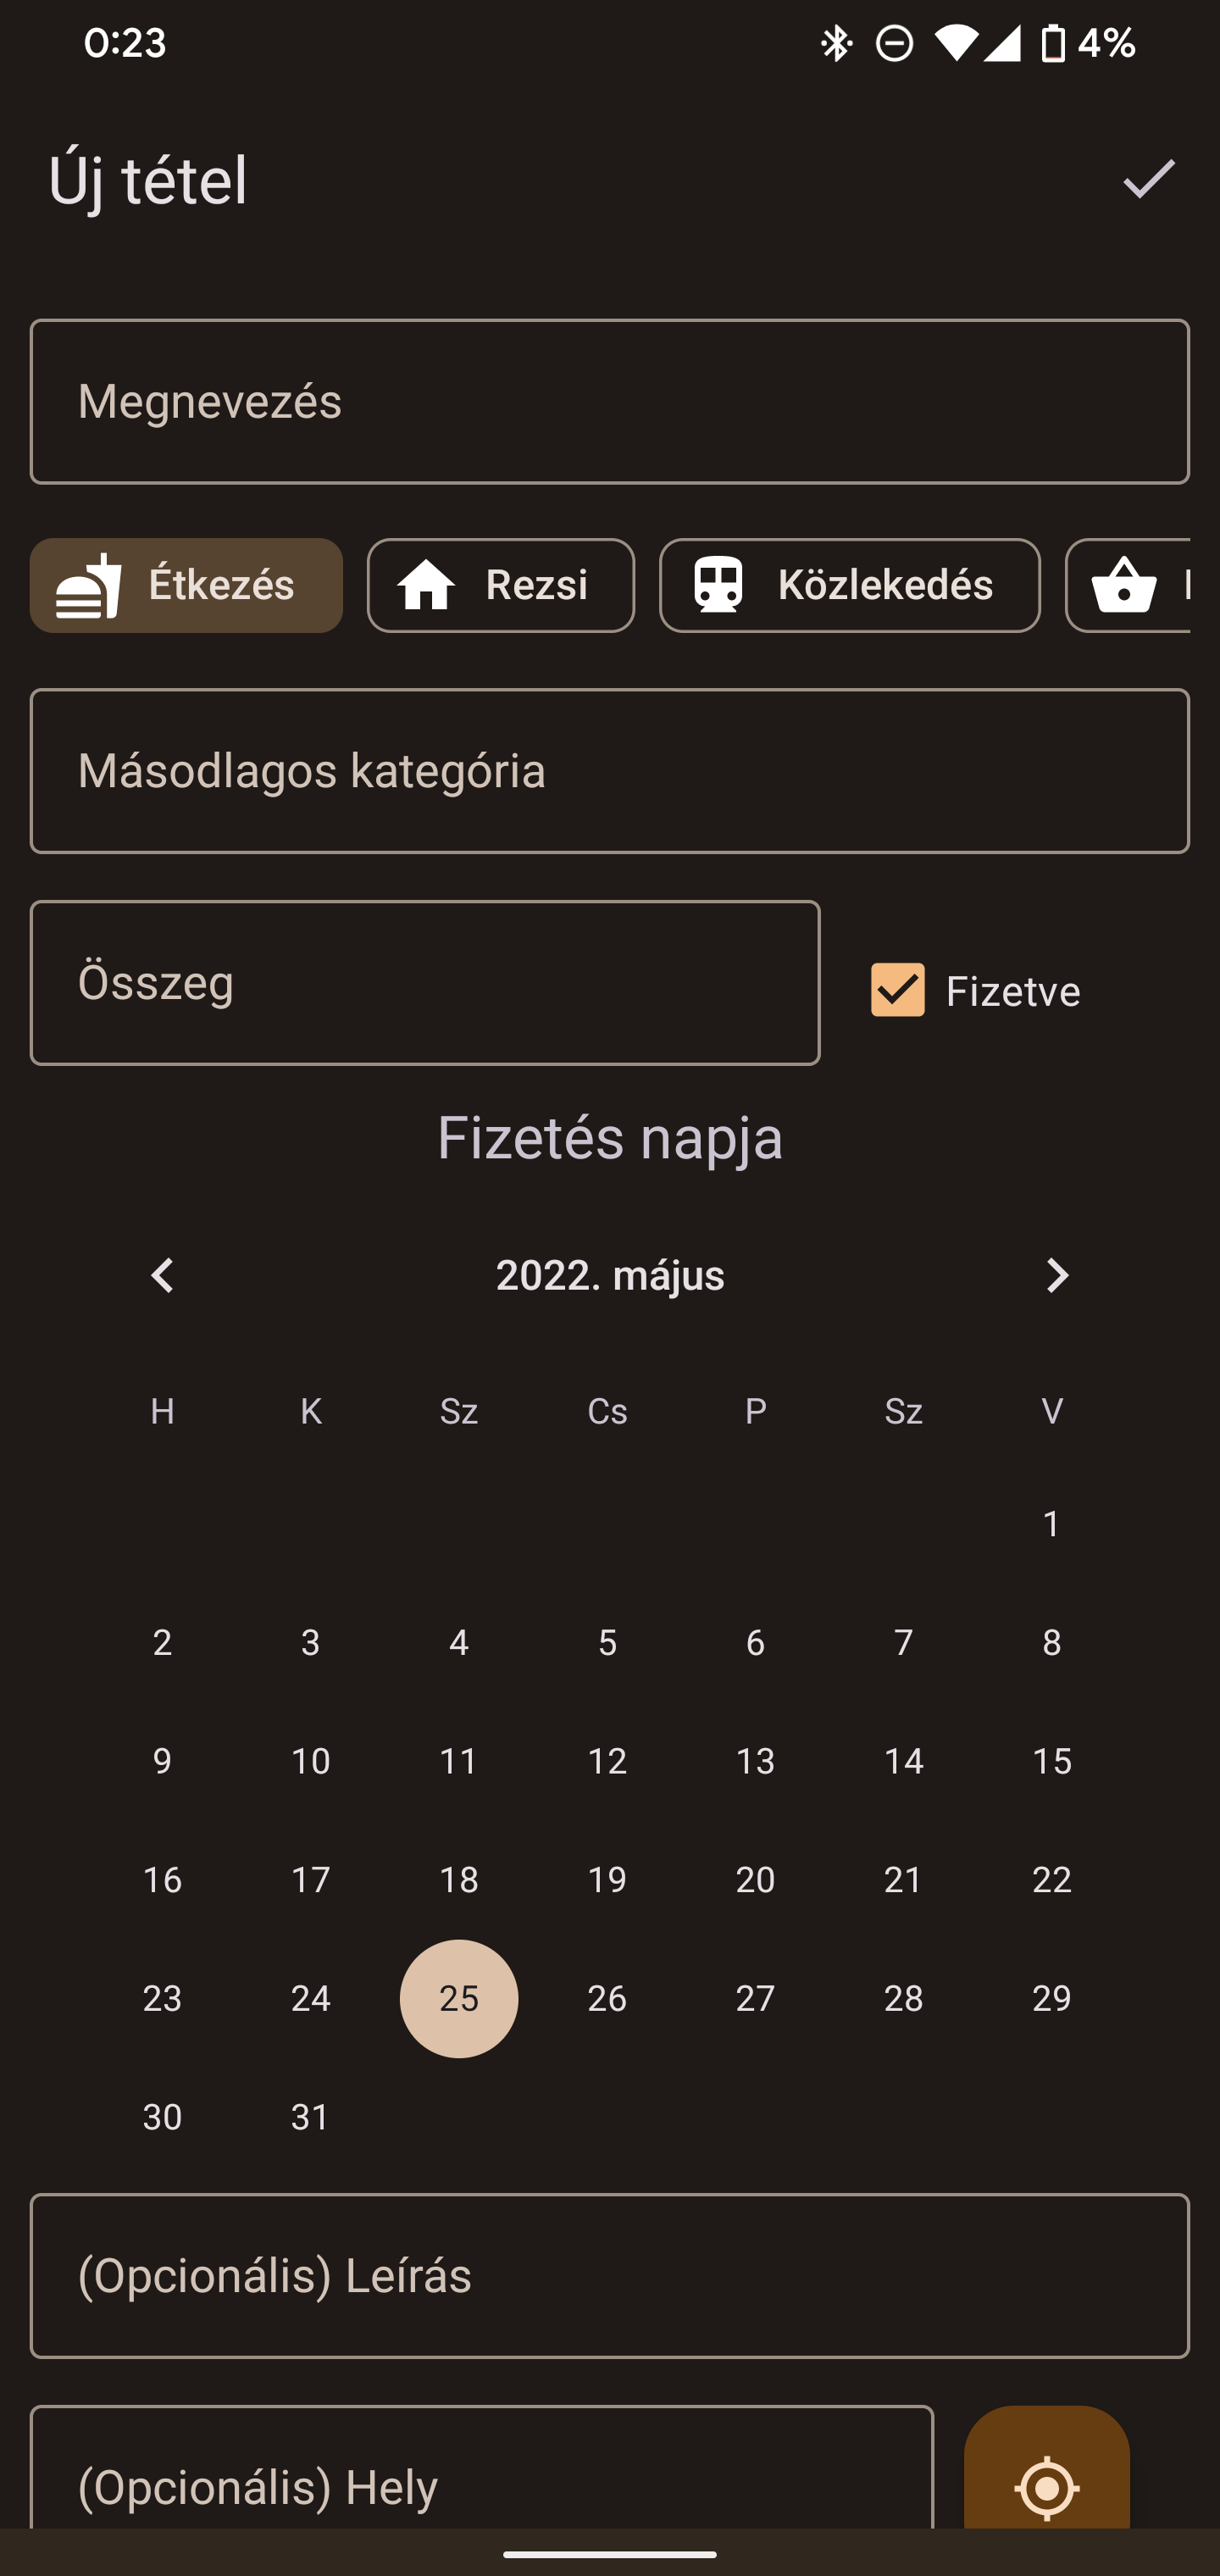 0:23 4%
Új tétel
Megnevezés
Étkezés Rezsi Közlekedés
Másodlagos kategória
Összeg Fizetve
Fizetés napja
2022. május
H K Sz Cs P Sz V
1
2 3 4 5 6 7 8
9 10 11 12 13 14 15
16 17 18 19 20 21 22
23 24 25 26 27 28 29
30 31
(Opcionális) Leírás
(Opcionális) Hely